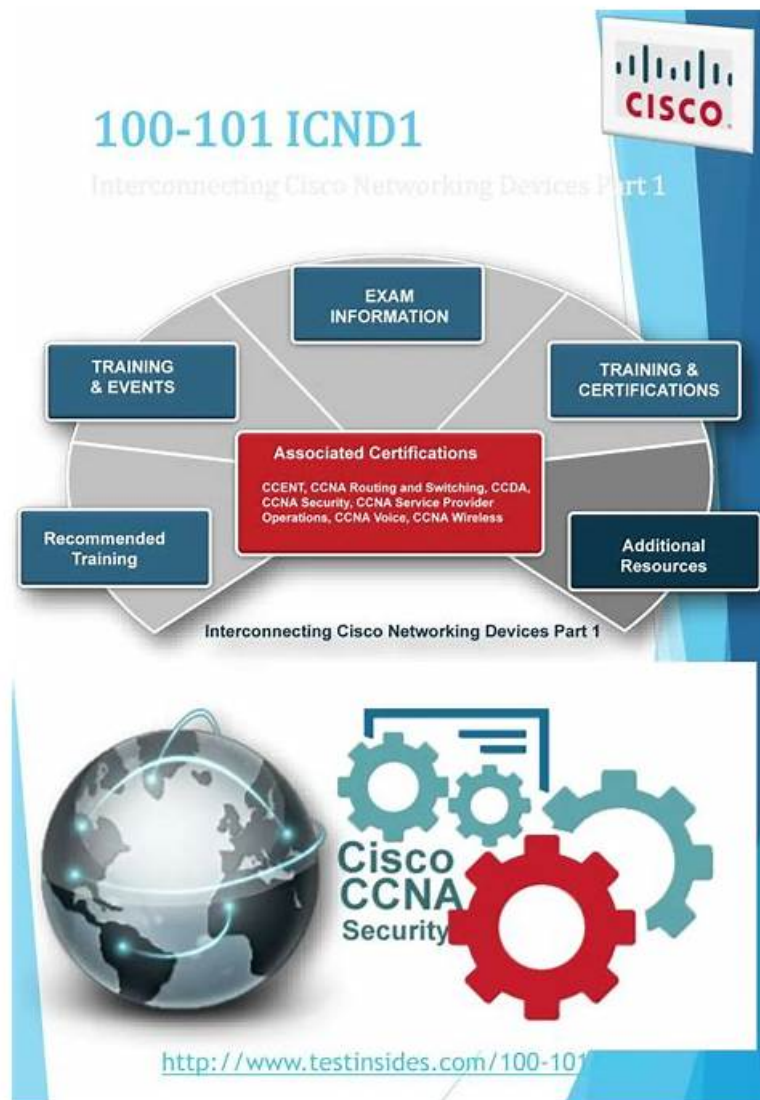 CISCO
100-101 ICND1
Interconnecting Cisco Networking Devices Part 1
EXAM
INFORMATION
TRAINING
& EVENTS
TRAINING &
CERTIFICATIONS
Associated Certifications
CCENT, CCNA Routing and Switching, CCDA,
CCNA Security, CCNA Service Provider
Operations, CCNA Voice, CCNA Wireless
Recommended
Training
Additional
Resources
Interconnecting Cisco Networking Devices Part 1
Cisco
CCNA
Security
http://www.testinsides.com/100-101